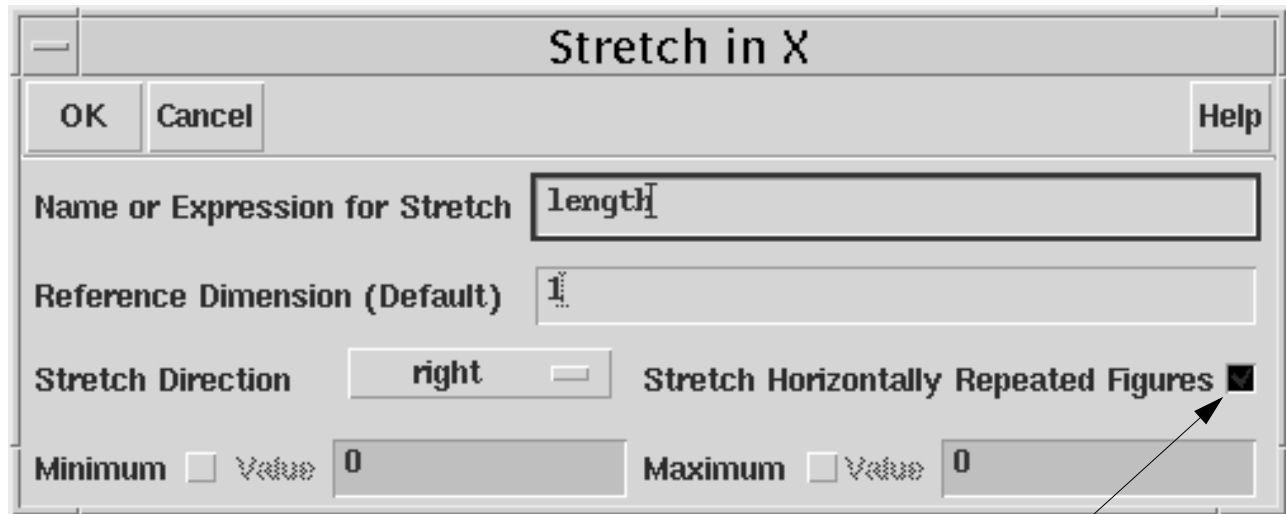 Stretch in X
OK Cancel Help
Name or Expression for Stretch length
Reference Dimension (Default) 1
Stretch Direction right Stretch Horizontally Repeated Figures
Minimum Value 0 Maximum Value 0